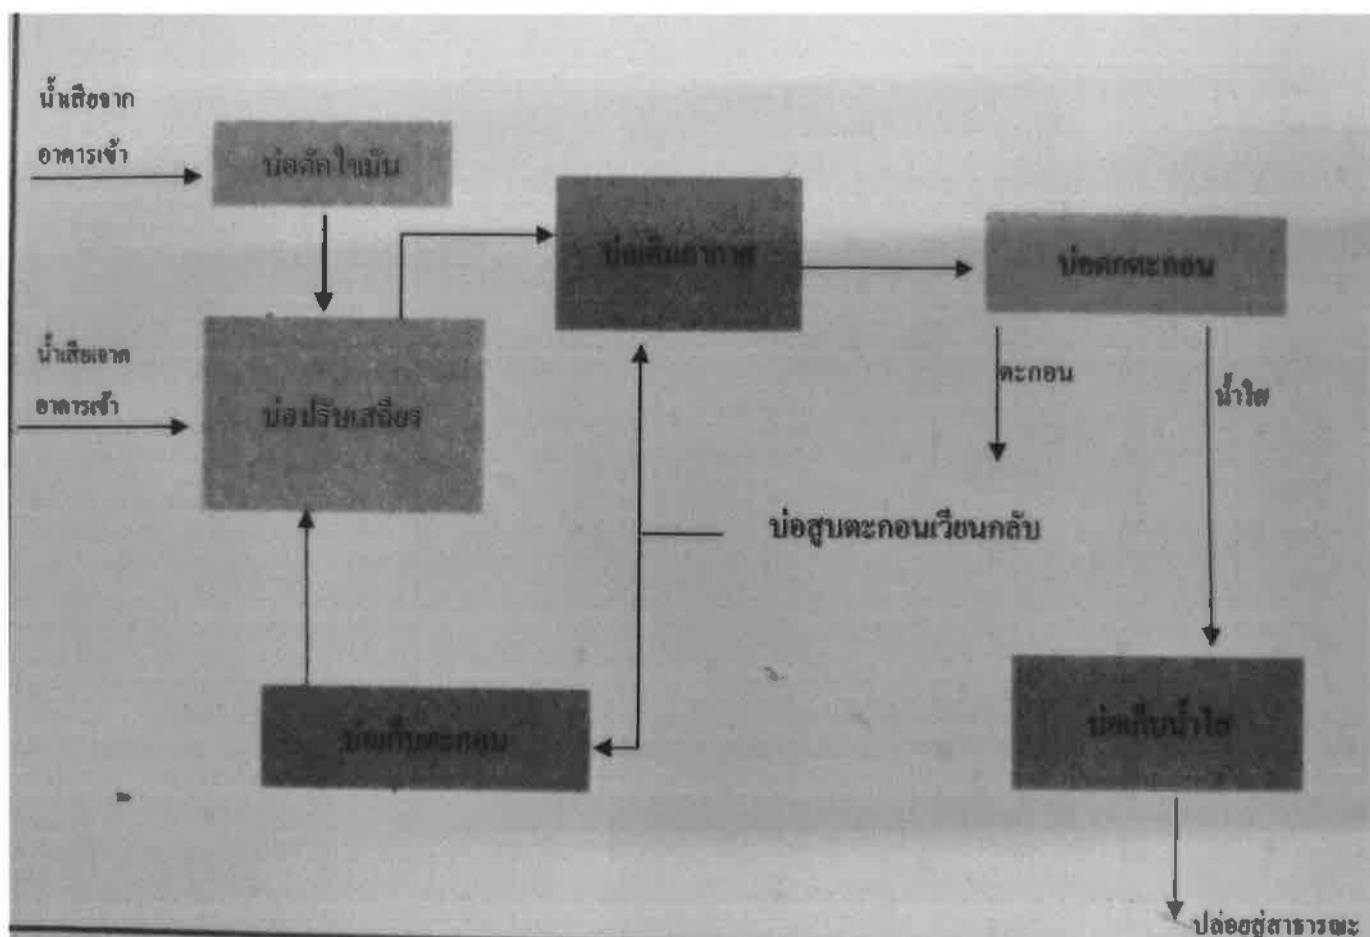 น้ำเสียจาก
อาคารเข้า
บ่อดักไขมัน
บ่อเติมอากาศ
บ่อตกตะกอน
น้ำเสียจาก
อาคารเข้า
บ่อปรับเสถียร
ตะกอน
น้ำใส
บ่อสูบตะกอนเวียนกลับ
บ่อเก็บตะกอน
บ่อเก็บน้ำใส
ปล่อยสู่สาธารณะ